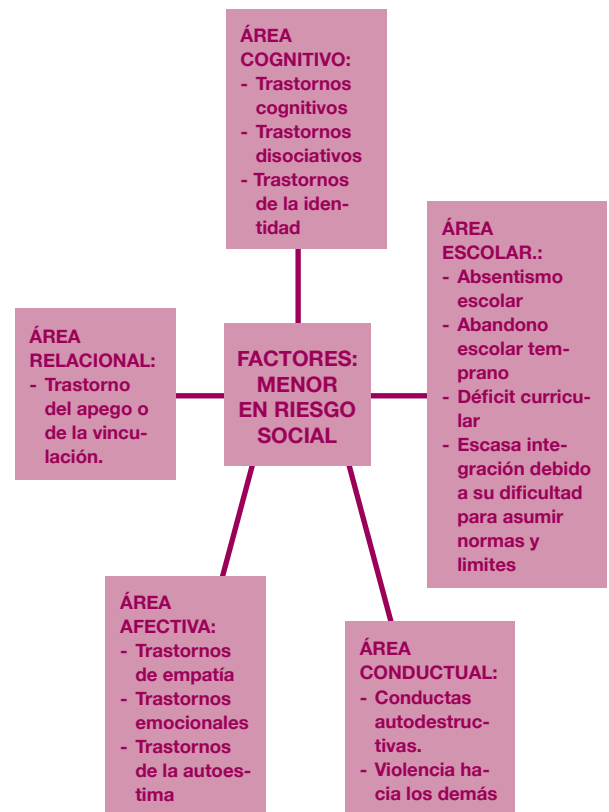 ÁREA
COGNITIVO:
- Trastornos
cognitivos
- Trastornos
disociativos
- Trastornos
de la iden-
tidad
ÁREA
ESCOLAR.:
- Absentismo
escolar
- Abandono
escolar tem-
prano
- Déficit curricu-
lar
- Escasa inte-
gración debido
a su dificultad
para asumir
normas y
limites
ÁREA
RELACIONAL:
- Trastorno
del apego o
de la vincu-
lación.
FACTORES:
MENOR
EN RIESGO
SOCIAL
ÁREA
AFECTIVA:
- Trastornos
de empatía
- Trastornos
emocionales
- Trastornos
de la autoes-
tima
ÁREA
CONDUCTUAL:
- Conductas
autodestruc-
tivas.
- Violencia ha-
cia los demás